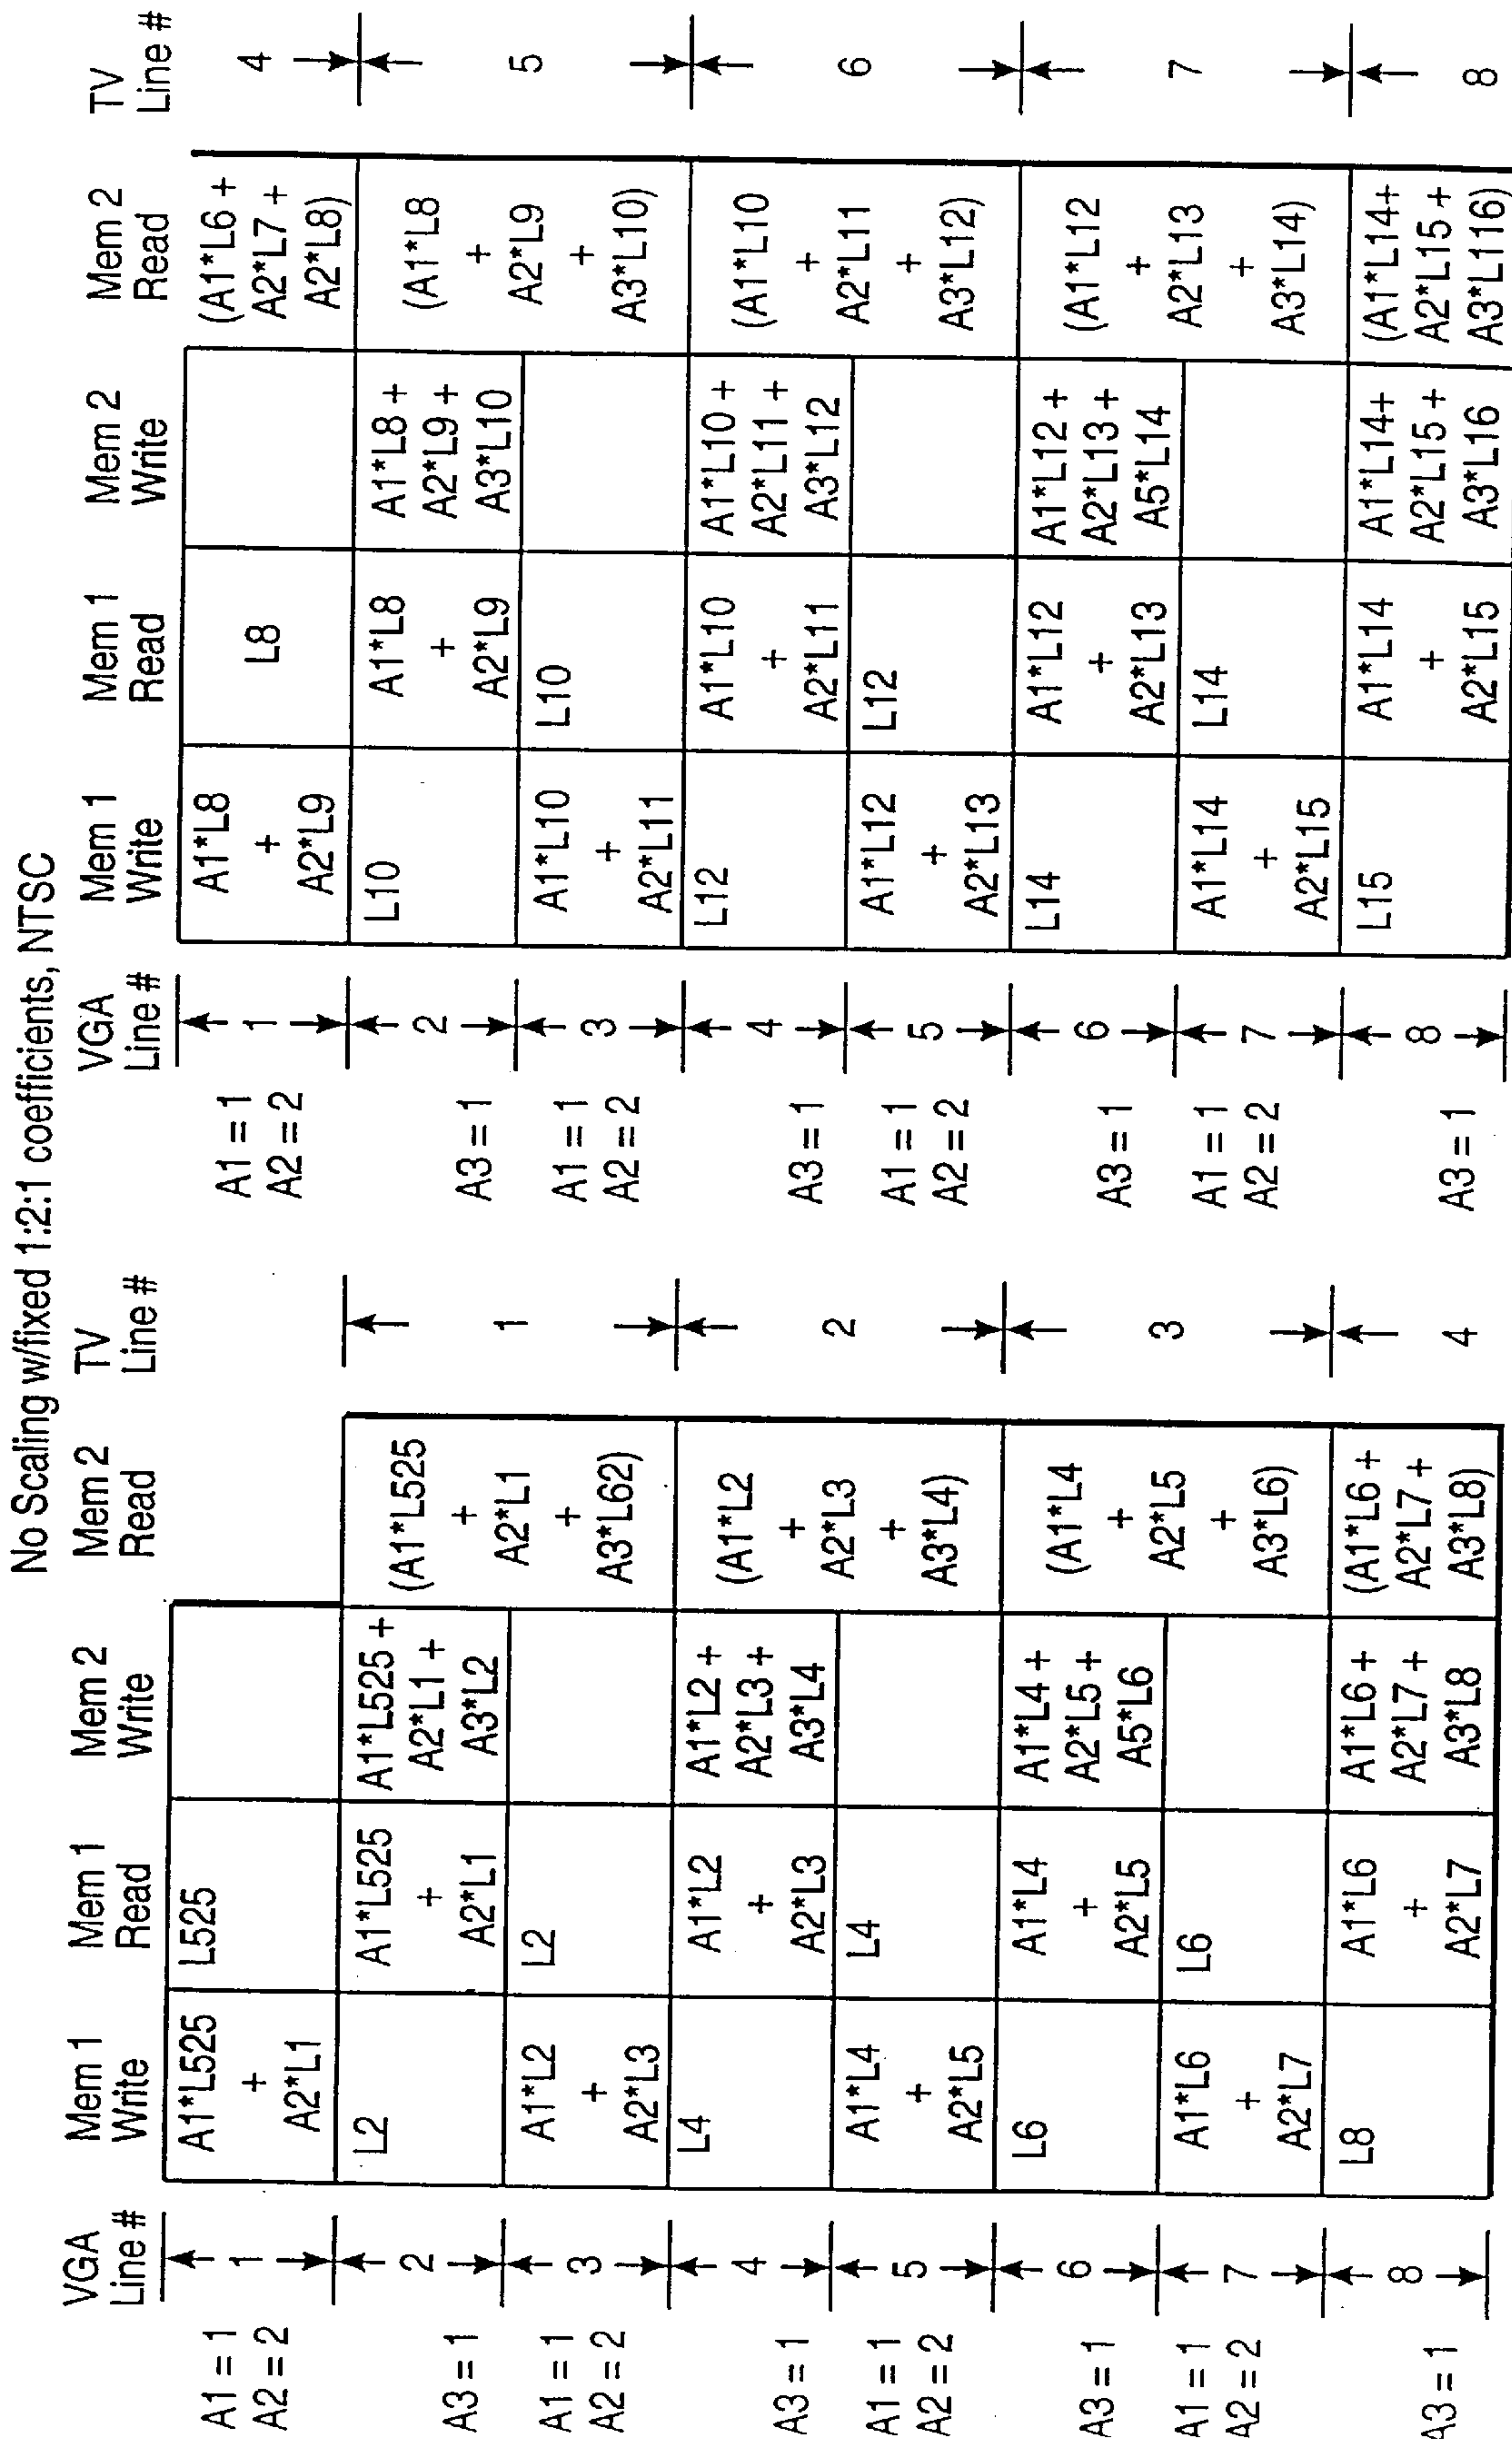 No Scaling w/fixed 1:2:1 coefficients, NTSC
VGA
Line #
Mem 1
Write
Mem 1
Read
Mem 2
Write
Mem 2
Read
TV
Line #
A1 = 1
A2 = 2
1
A1*L525
+
A2*L1
L525
A3 = 1
2
L2
A1*L525
+
A2*L1
A1*L525 +
A2*L1 +
A3*L2
(A1*L525
+
A2*L1
+
A3*L62)
1
A1 = 1
A2 = 2
3
A1*L2
+
A2*L3
L2
A3 = 1
4
L4
A1*L2
+
A2*L3
A1*L2 +
A2*L3 +
A3*L4
(A1*L2
+
A2*L3
+
A3*L4)
2
A1 = 1
A2 = 2
5
A1*L4
+
A2*L5
L4
A3 = 1
6
L6
A1*L4
+
A2*L5
A1*L4 +
A2*L5 +
A5*L6
(A1*L4
+
A2*L5
+
A3*L6)
3
A1 = 1
A2 = 2
7
A1*L6
+
A2*L7
L6
A3 = 1
8
L8
A1*L6
+
A2*L7
A1*L6 +
A2*L7 +
A3*L8
(A1*L6 +
A2*L7 +
A3*L8)
4
VGA
Line #
Mem 1
Write
Mem 1
Read
Mem 2
Write
Mem 2
Read
TV
Line #
A1 = 1
A2 = 2
1
A1*L8
+
A2*L9
L8
(A1*L6 +
A2*L7 +
A2*L8)
4
A3 = 1
2
L10
A1*L8
+
A2*L9
A1*L8 +
A2*L9 +
A3*L10
(A1*L8
+
A2*L9
+
A3*L10)
5
A1 = 1
A2 = 2
3
A1*L10
+
A2*L11
L10
A3 = 1
4
L12
A1*L10
+
A2*L11
A1*L10 +
A2*L11 +
A3*L12
(A1*L10
+
A2*L11
+
A3*L12)
6
A1 = 1
A2 = 2
5
A1*L12
+
A2*L13
L12
A3 = 1
6
L14
A1*L12
+
A2*L13
A1*L12 +
A2*L13 +
A5*L14
(A1*L12
+
A2*L13
+
A3*L14)
7
A1 = 1
A2 = 2
7
A1*L14
+
A2*L15
L14
A3 = 1
8
L15
A1*L14
+
A2*L15
A1*L14+
A2*L15 +
A3*L16
(A1*L14+
A2*L15 +
A3*L116)
8